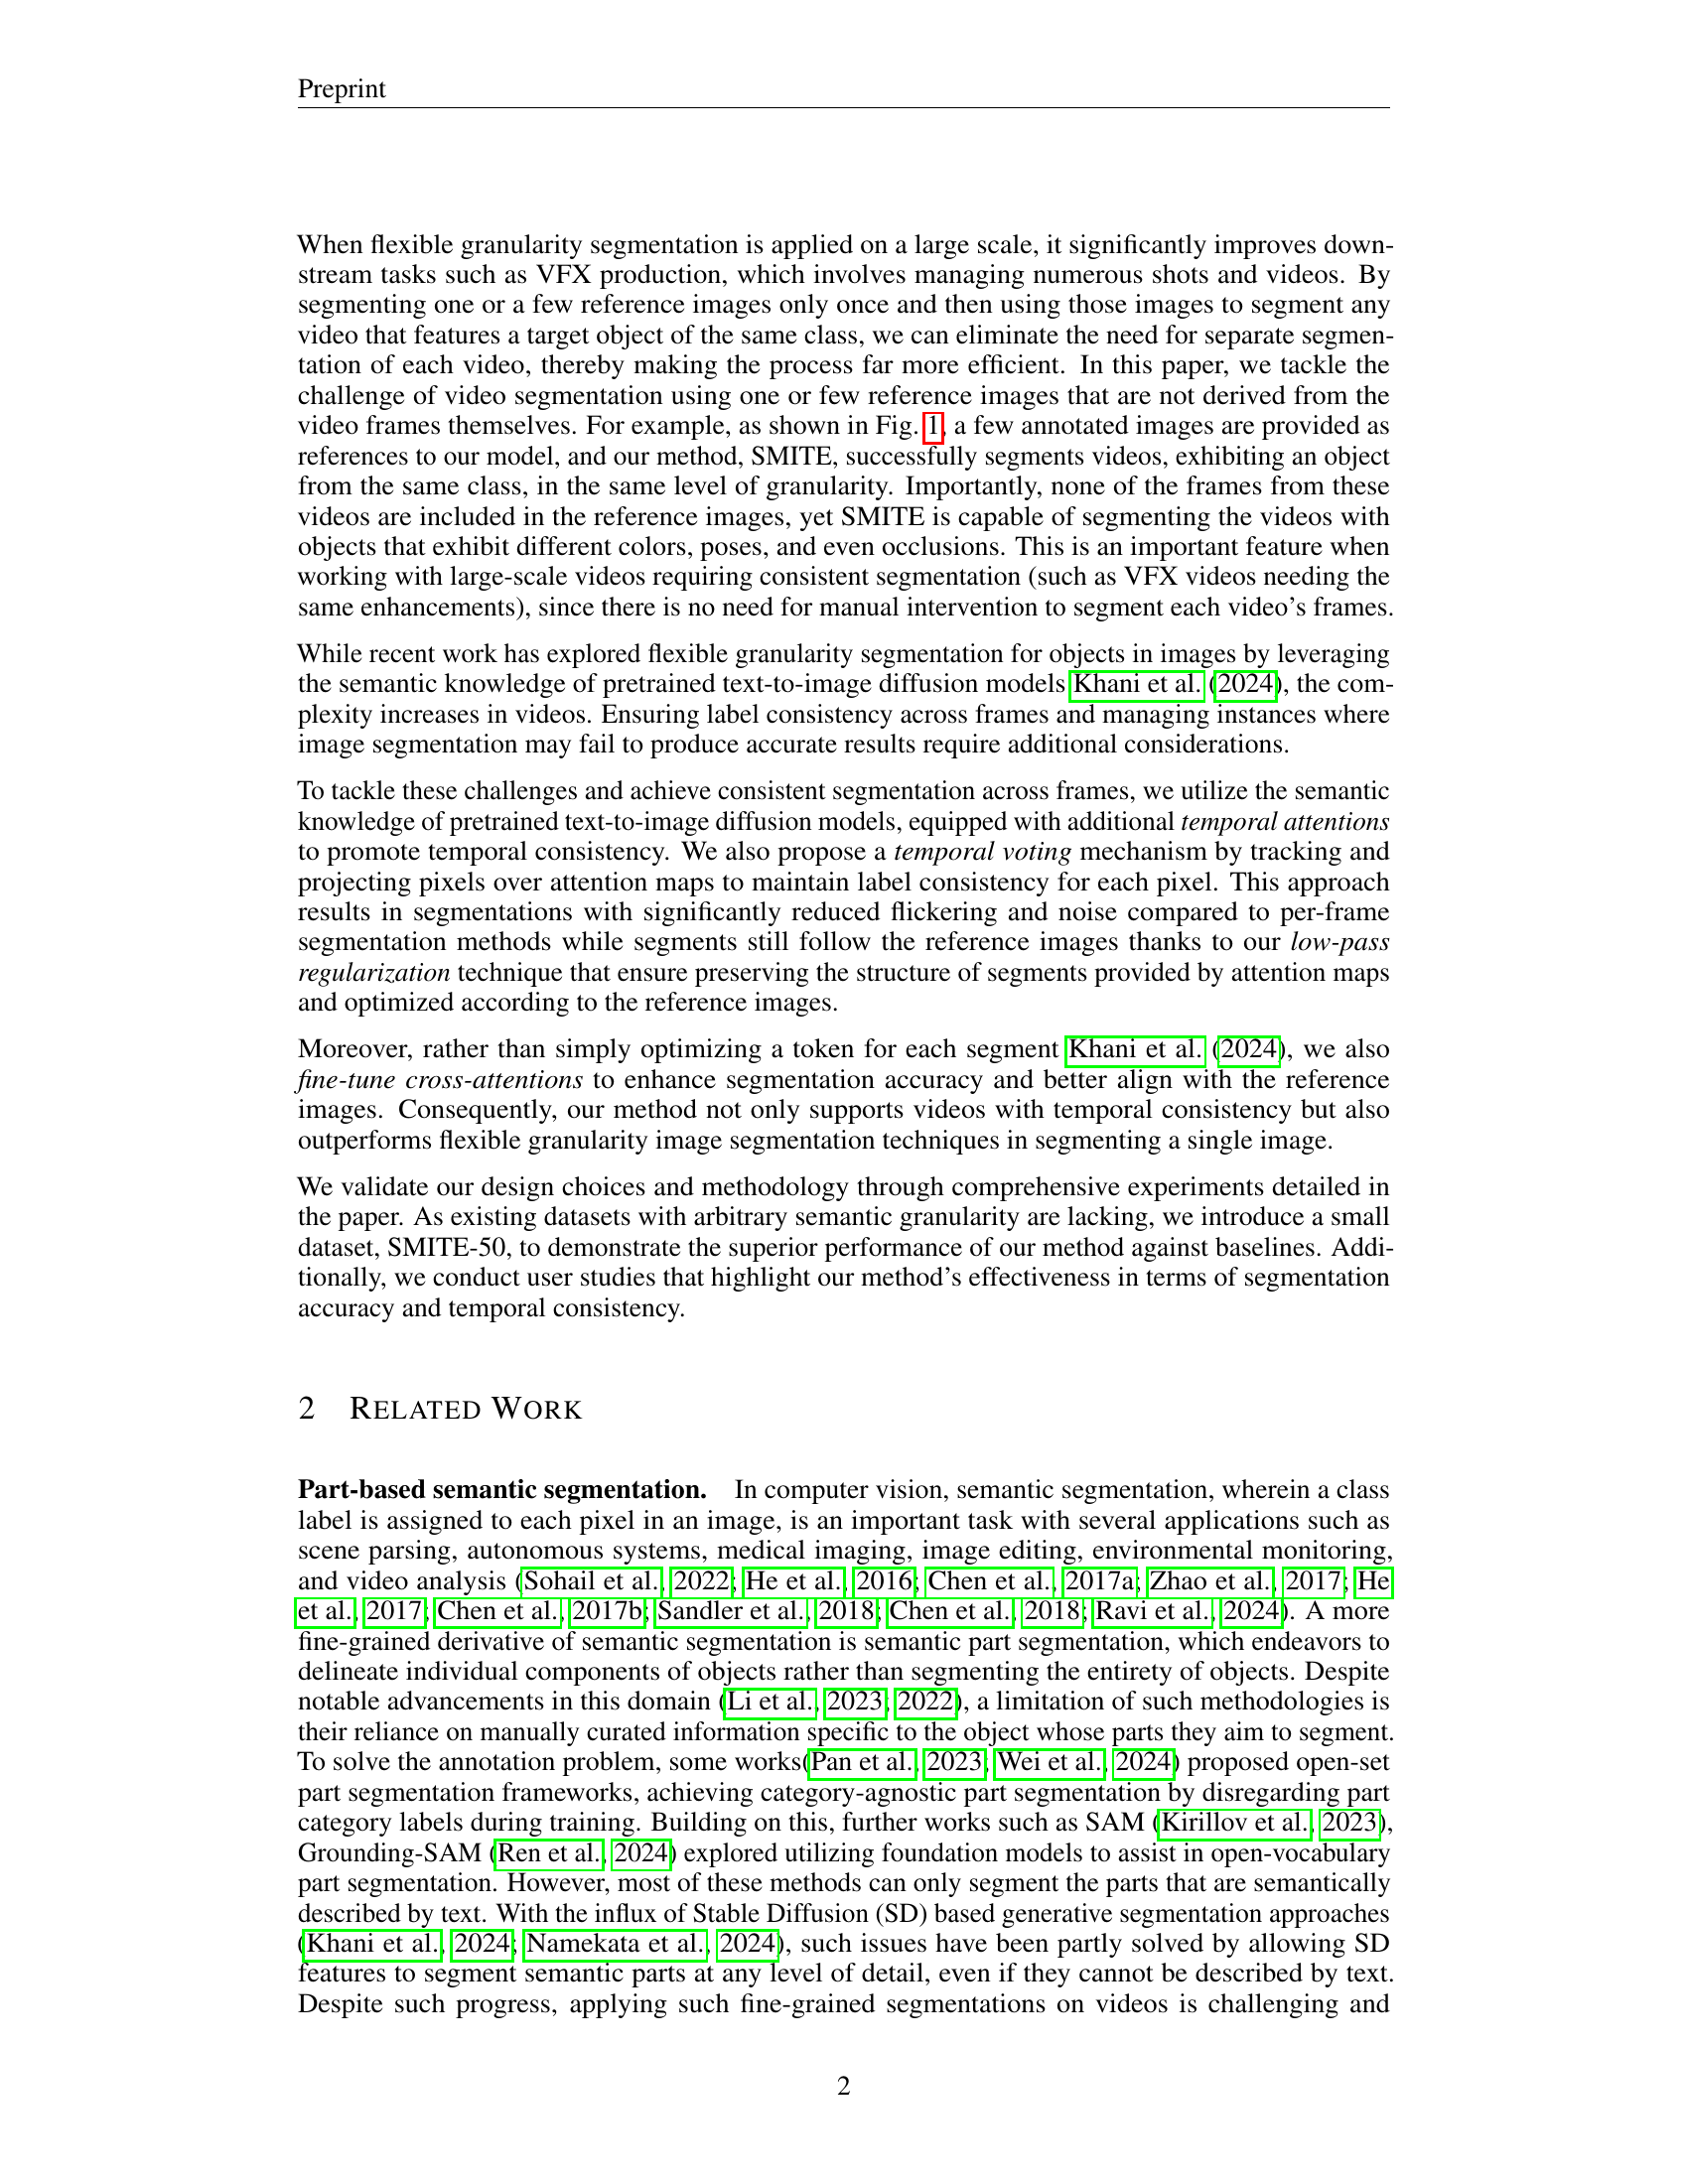 Preprint
When flexible granularity segmentation is applied on a large scale, it significantly improves down-
stream tasks such as VFX production, which involves managing numerous shots and videos. By
segmenting one or a few reference images only once and then using those images to segment any
video that features a target object of the same class, we can eliminate the need for separate segmen-
tation of each video, thereby making the process far more efficient. In this paper, we tackle the
challenge of video segmentation using one or few reference images that are not derived from the
video frames themselves. For example, as shown in Fig. 1, a few annotated images are provided as
references to our model, and our method, SMITE, successfully segments videos, exhibiting an object
from the same class, in the same level of granularity. Importantly, none of the frames from these
videos are included in the reference images, yet SMITE is capable of segmenting the videos with
objects that exhibit different colors, poses, and even occlusions. This is an important feature when
working with large-scale videos requiring consistent segmentation (such as VFX videos needing the
same enhancements), since there is no need for manual intervention to segment each video's frames.
While recent work has explored flexible granularity segmentation for objects in images by leveraging
the semantic knowledge of pretrained text-to-image diffusion models Khani et al. (2024), the com-
plexity increases in videos. Ensuring label consistency across frames and managing instances where
image segmentation may fail to produce accurate results require additional considerations.
To tackle these challenges and achieve consistent segmentation across frames, we utilize the semantic
knowledge of pretrained text-to-image diffusion models, equipped with additional temporal attentions
to promote temporal consistency. We also propose a temporal voting mechanism by tracking and
projecting pixels over attention maps to maintain label consistency for each pixel. This approach
results in segmentations with significantly reduced flickering and noise compared to per-frame
segmentation methods while segments still follow the reference images thanks to our low-pass
regularization technique that ensure preserving the structure of segments provided by attention maps
and optimized according to the reference images.
Moreover, rather than simply optimizing a token for each segment Khani et al. (2024), we also
fine-tune cross-attentions to enhance segmentation accuracy and better align with the reference
images. Consequently, our method not only supports videos with temporal consistency but also
outperforms flexible granularity image segmentation techniques in segmenting a single image.
We validate our design choices and methodology through comprehensive experiments detailed in
the paper. As existing datasets with arbitrary semantic granularity are lacking, we introduce a small
dataset, SMITE-50, to demonstrate the superior performance of our method against baselines. Addi-
tionally, we conduct user studies that highlight our method's effectiveness in terms of segmentation
accuracy and temporal consistency.
2 RELATED WORK
Part-based semantic segmentation. In computer vision, semantic segmentation, wherein a class
label is assigned to each pixel in an image, is an important task with several applications such as
scene parsing, autonomous systems, medical imaging, image editing, environmental monitoring,
and video analysis (Sohail et al., 2022; He et al., 2016; Chen et al., 2017a; Zhao et al., 2017; He
et al., 2017; Chen et al., 2017b; Sandler et al., 2018; Chen et al., 2018; Ravi et al., 2024). A more
fine-grained derivative of semantic segmentation is semantic part segmentation, which endeavors to
delineate individual components of objects rather than segmenting the entirety of objects. Despite
notable advancements in this domain (Li et al., 2023; 2022), a limitation of such methodologies is
their reliance on manually curated information specific to the object whose parts they aim to segment.
To solve the annotation problem, some works(Pan et al., 2023; Wei et al., 2024) proposed open-set
part segmentation frameworks, achieving category-agnostic part segmentation by disregarding part
category labels during training. Building on this, further works such as SAM (Kirillov et al., 2023),
Grounding-SAM (Ren et al., 2024) explored utilizing foundation models to assist in open-vocabulary
part segmentation. However, most of these methods can only segment the parts that are semantically
described by text. With the influx of Stable Diffusion (SD) based generative segmentation approaches
(Khani et al., 2024; Namekata et al., 2024), such issues have been partly solved by allowing SD
features to segment semantic parts at any level of detail, even if they cannot be described by text.
Despite such progress, applying such fine-grained segmentations on videos is challenging and
2